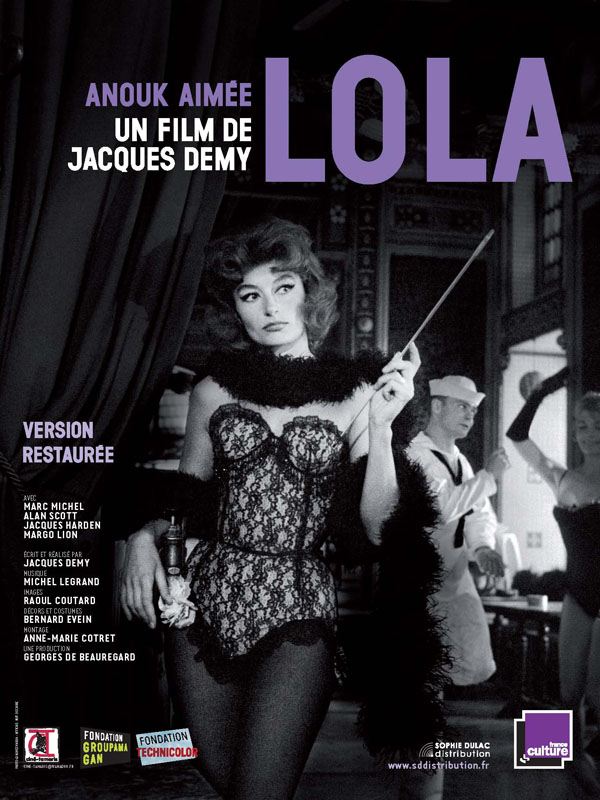 LOLA
ANOUK AIMÉE
UN FILM DE
JACQUES DEMY
VERSION
RESTAURÉE
AVEC
MARC MICHEL
ALAN SCOTT
JACQUES HARDEN
MARGO LION
ÉCRIT ET RÉALISÉ PAR
JACQUES DEMY
MUSIQUE
MICHEL LEGRAND
IMAGES
RAOUL COUTARD
DÉCORS ET COSTUMES
BERNARD EVEIN
MONTAGE
ANNE-MARIE COTRET
UNE PRODUCTION
GEORGES DE BEAUREGARD
ciné-tamaris
FONDATION
GROUPAMA
GAN
FONDATION
TECHNICOLOR
SOPHIE DULAC
distribution
www.sddistribution.fr
france
culture